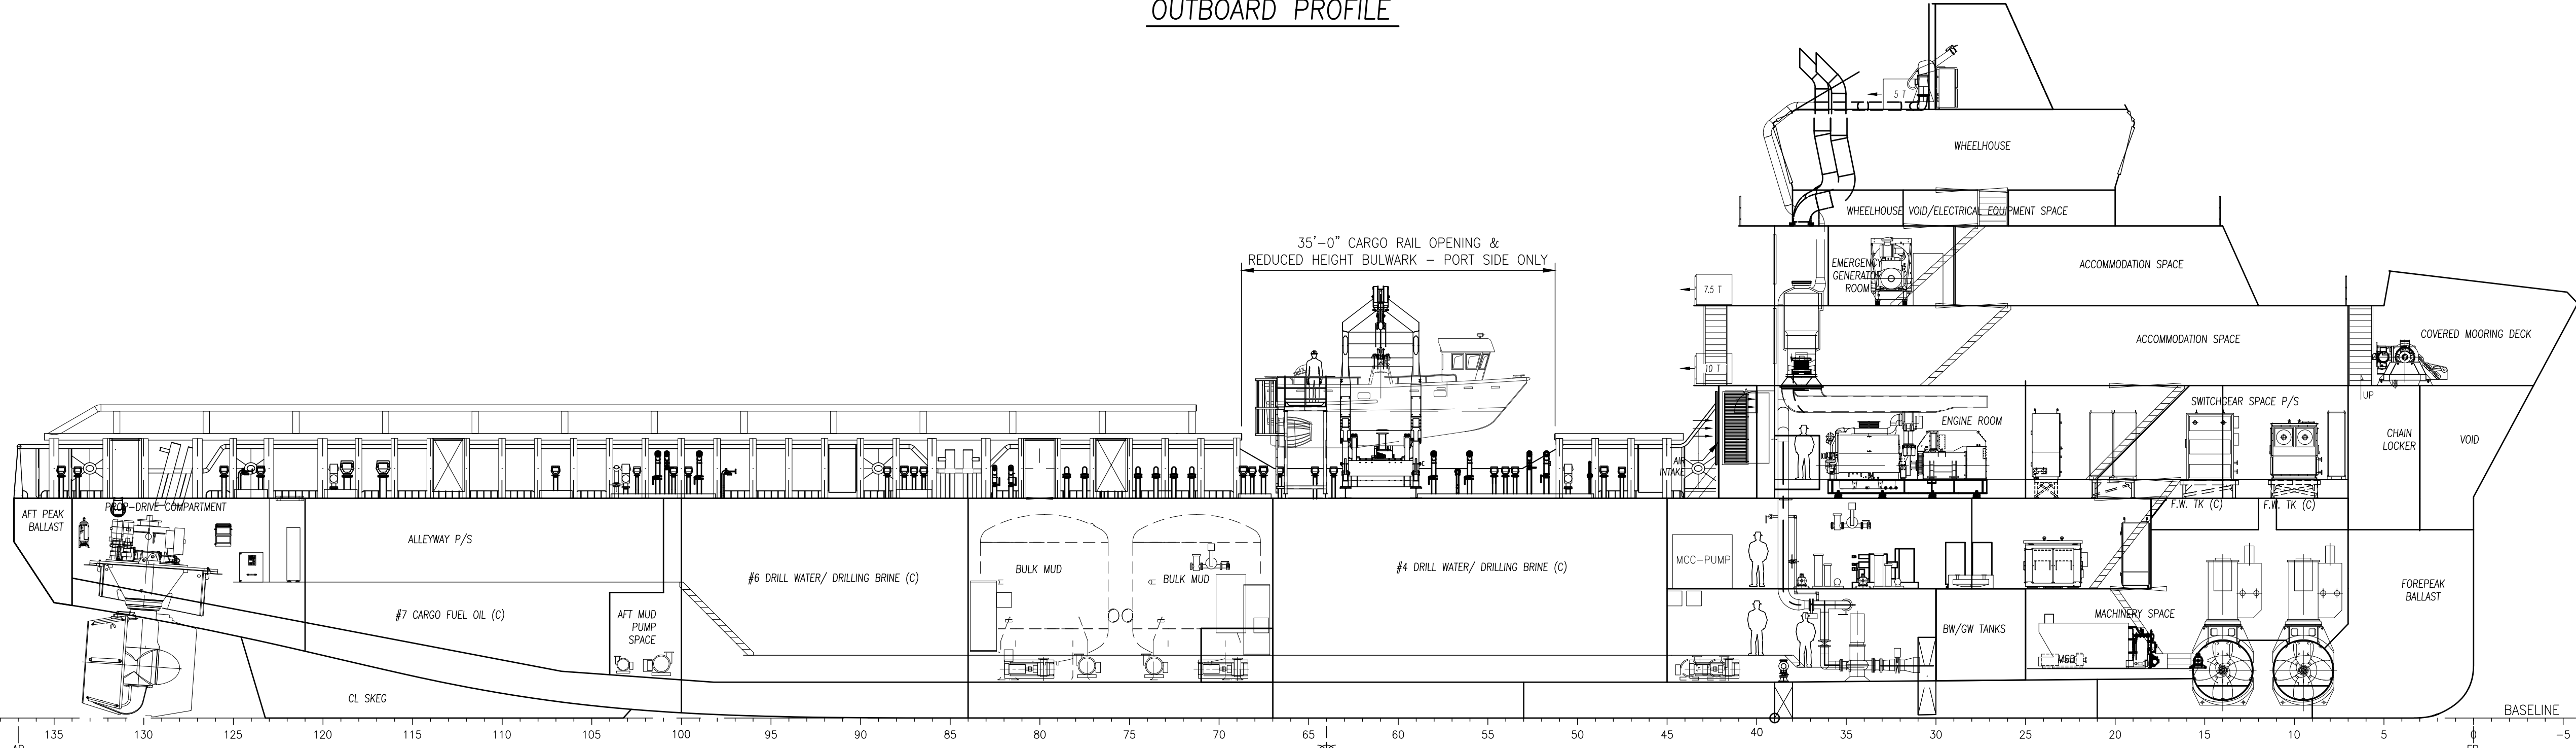 OUTBOARD PROFILE
5 T
WHEELHOUSE
WHEELHOUSE VOID/ELECTRICAL EQUIPMENT SPACE
35'-0" CARGO RAIL OPENING &
REDUCED HEIGHT BULWARK - PORT SIDE ONLY
EMERGENCY
GENERATOR
ROOM
ACCOMMODATION SPACE
7.5 T
COVERED MOORING DECK
ACCOMMODATION SPACE
10 T
UP
SWITCHGEAR SPACE P/S
ENGINE ROOM
CHAIN
LOCKER
VOID
AIR
INTAKE
PROP-DRIVE COMPARTMENT
F.W. TK (C)
F.W. TK (C)
AFT PEAK
BALLAST
ALLEYWAY P/S
MCC-PUMP
#4 DRILL WATER/ DRILLING BRINE (C)
BULK MUD
BULK MUD
#6 DRILL WATER/ DRILLING BRINE (C)
FOREPEAK
BALLAST
#7 CARGO FUEL OIL (C)
AFT MUD
PUMP
SPACE
MACHINERY SPACE
BW/GW TANKS
MSD
CL SKEG
BASELINE
135 130 125 120 115 110 105 100 95 90 85 80 75 70 65 60 55 50 45 40 35 30 25 20 15 10 5 0 -5